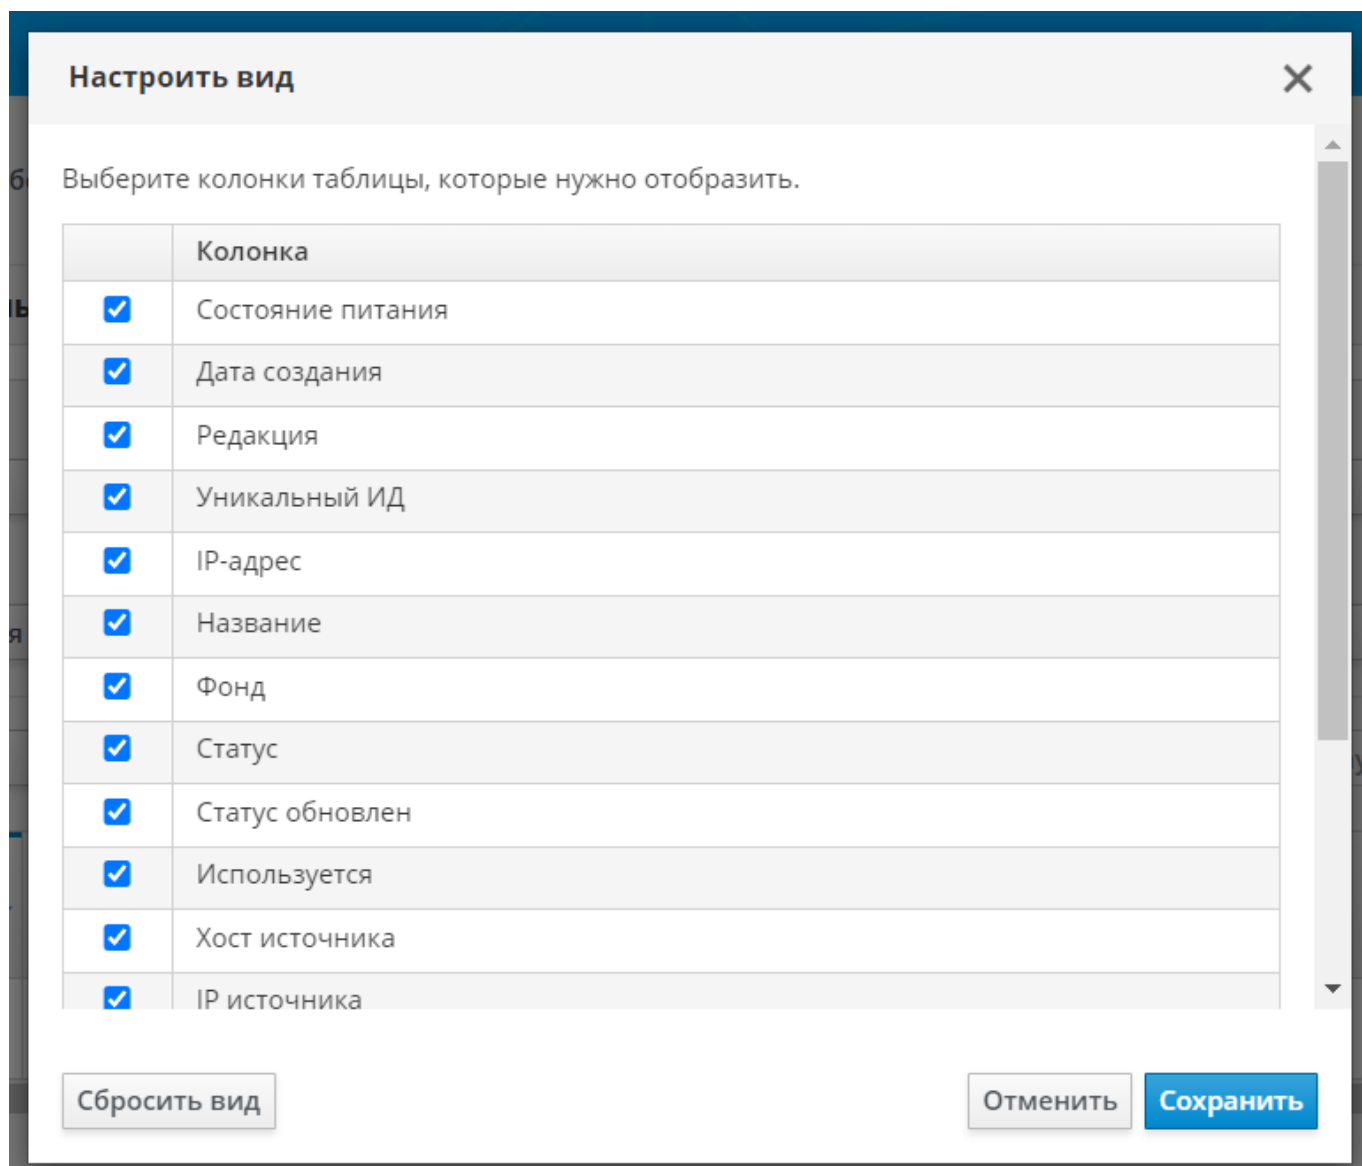 Настроить вид
Выберите колонки таблицы, которые нужно отобразить.
Колонка
Состояние питания
Дата создания
Редакция
Уникальный ИД
IP-адрес
Название
Фонд
Статус
Статус обновлен
Используется
Хост источника
IP источника
Сбросить вид
Отменить
Сохранить